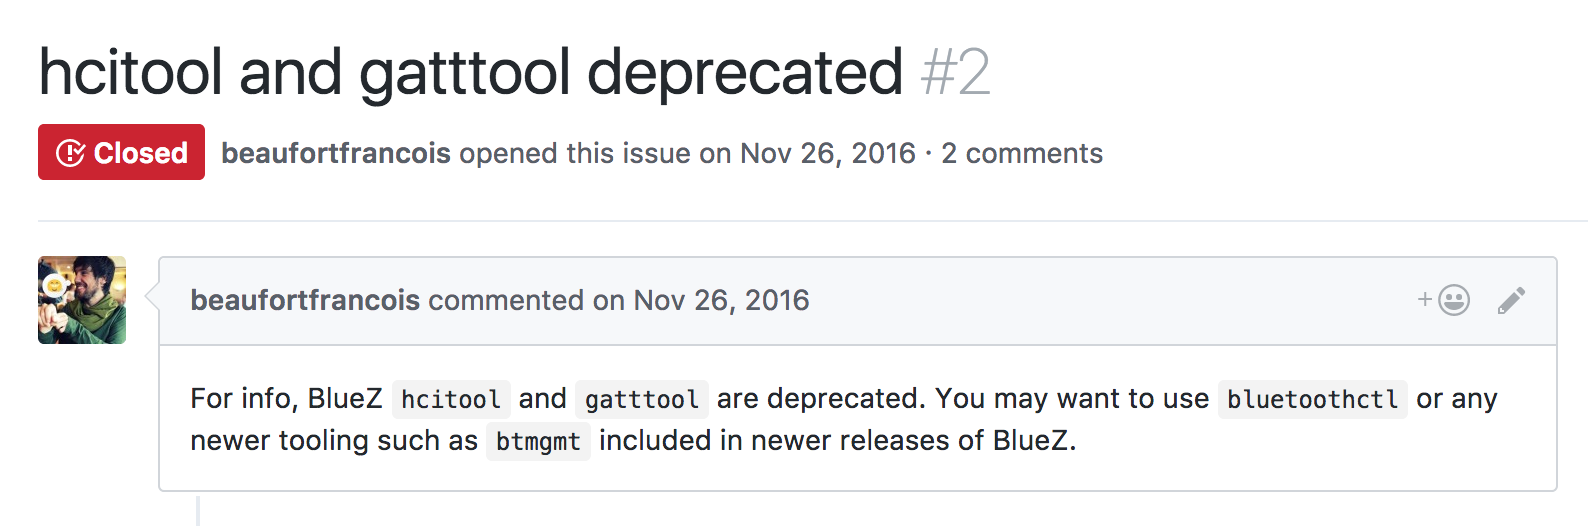 hcitool and gatttool deprecated #2
Closed beaufortfrancois opened this issue on Nov 26, 2016 · 2 comments
beaufortfrancois commented on Nov 26, 2016
For info, BlueZ hcitool and gatttool are deprecated. You may want to use bluetoothctl or any
newer tooling such as btmgmt included in newer releases of BlueZ.